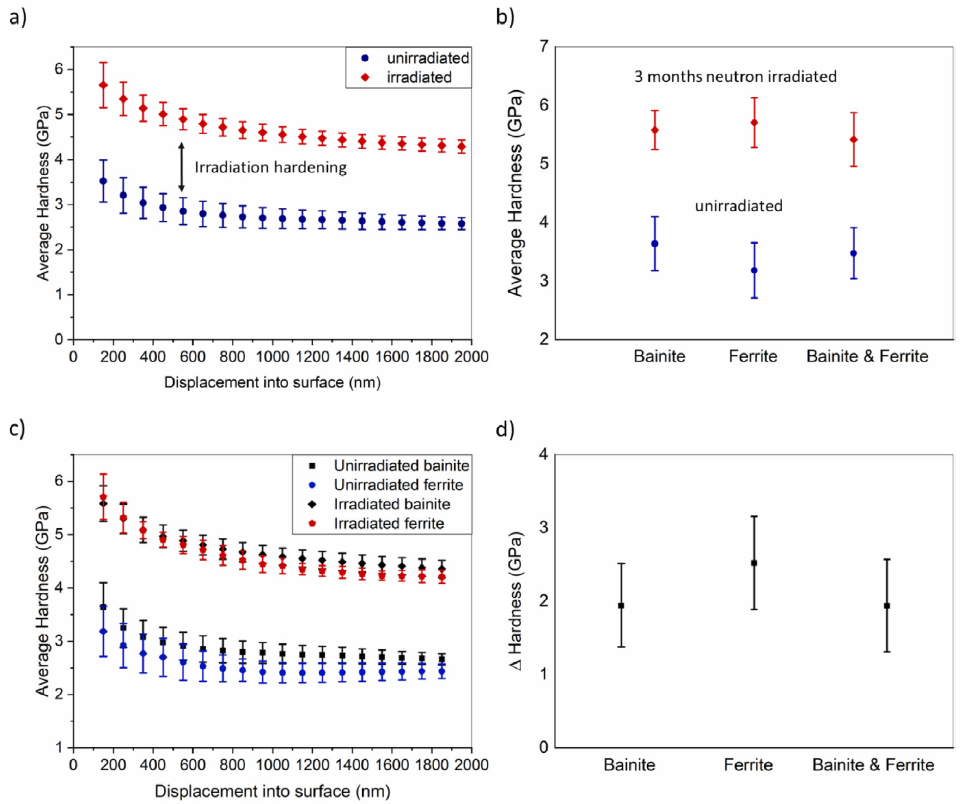 a)
unirradiated
irradiated
Irradiation hardening
Average Hardness (GPa)
6
5
4
3
2
1
0
0 200 400 600 800 1000 1200 1400 1600 1800 2000
Displacement into surface (nm)
b)
3 months neutron irradiated
unirradiated
Average Hardness (GPa)
7
6
5
4
3
2
Bainite Ferrite Bainite & Ferrite
c)
Unirradiated bainite
Unirradiated ferrite
Irradiated bainite
Irradiated ferrite
Average Hardness (GPa)
6
5
4
3
2
1
0 200 400 600 800 1000 1200 1400 1600 1800 2000
Displacement into surface (nm)
d)
Δ Hardness (GPa)
4
3
2
1
0
Bainite Ferrite Bainite & Ferrite